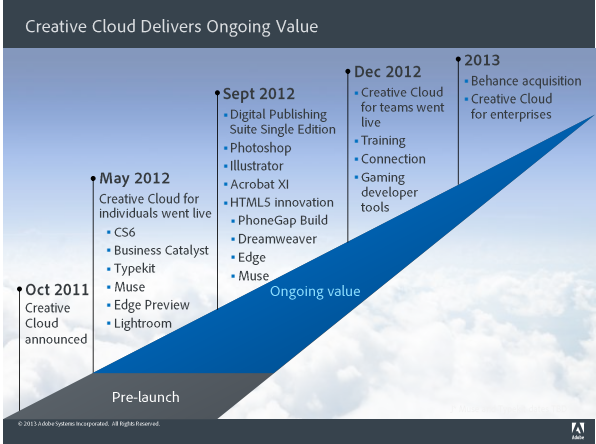 Creative Cloud Delivers Ongoing Value
2013
Behance acquisition
Creative Cloud
for enterprises
Dec 2012
Creative Cloud
for teams went
live
Training
Connection
Gaming
developer
tools
Sept 2012
Digital Publishing
Suite Single Edition
Photoshop
Illustrator
Acrobat XI
HTML5 innovation
PhoneGap Build
Dreamweaver
Edge
Muse
May 2012
Creative Cloud for
individuals went live
CS6
Business Catalyst
Typekit
Muse
Edge Preview
Lightroom
Oct 2011
Creative
Cloud
announced
Ongoing value
Pre-launch
© 2013 Adobe Systems Incorporated. All Rights Reserved.
Adobe